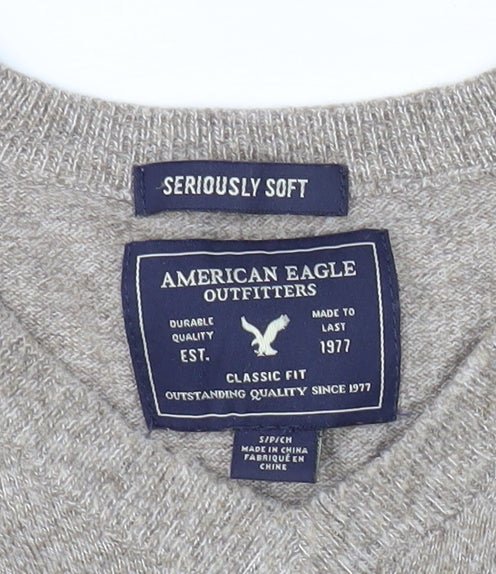 SERIOUSLY SOFT
AMERICAN EAGLE
OUTFITTERS
DURABLE
QUALITY
EST.
MADE TO
LAST
1977
CLASSIC FIT
OUTSTANDING QUALITY SINCE 1977
S/P/CH
MADE IN CHINA
FABRIQUÉ EN
CHINE